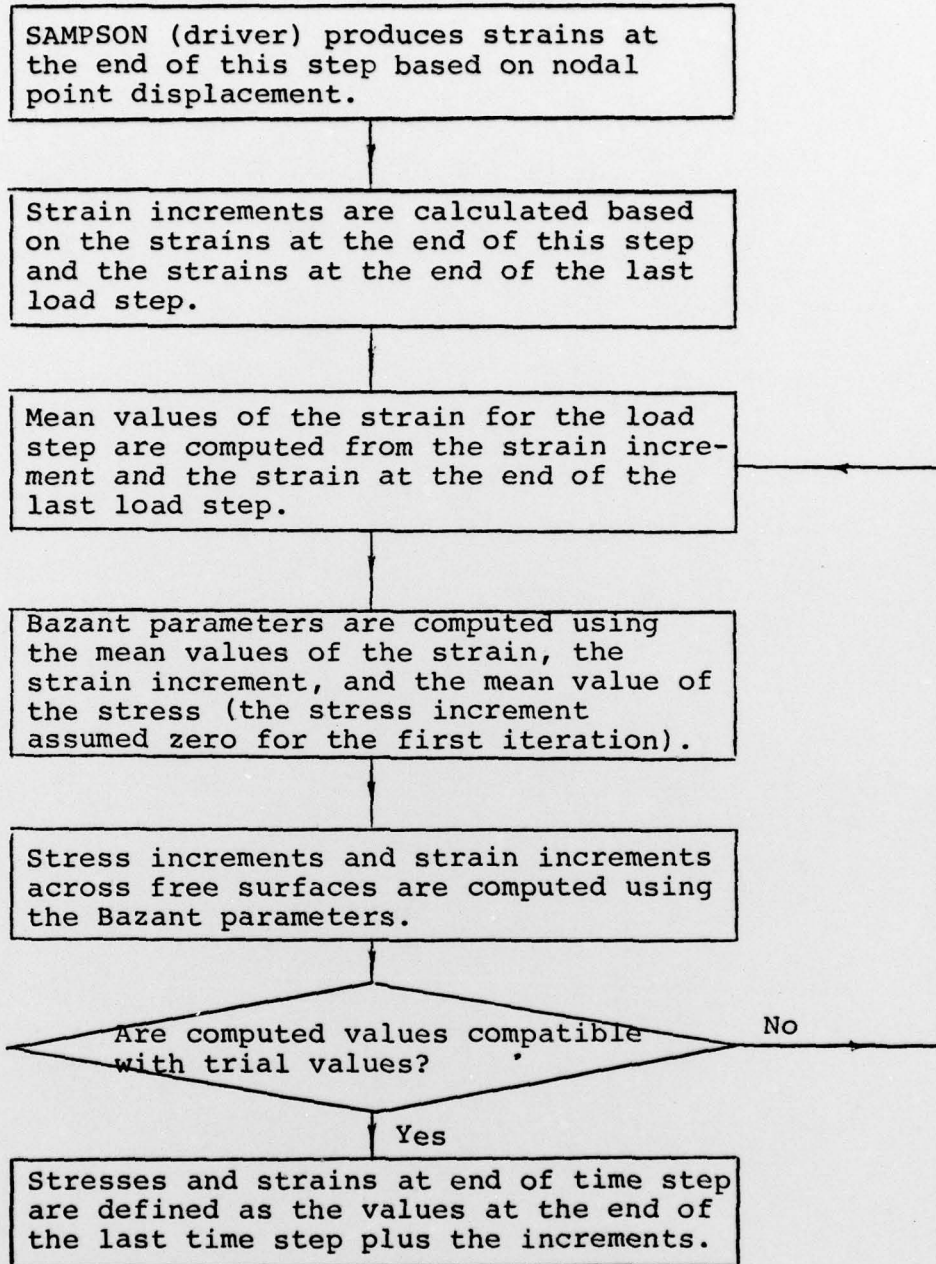 SAMPSON (driver) produces strains at
the end of this step based on nodal
point displacement.
Strain increments are calculated based
on the strains at the end of this step
and the strains at the end of the last
load step.
Mean values of the strain for the load
step are computed from the strain incre-
ment and the strain at the end of the
last load step.
Bazant parameters are computed using
the mean values of the strain, the
strain increment, and the mean value of
the stress (the stress increment
assumed zero for the first iteration).
Stress increments and strain increments
across free surfaces are computed using
the Bazant parameters.
Are computed values compatible
with trial values?
No
Yes
Stresses and strains at end of time step
are defined as the values at the end of
the last time step plus the increments.